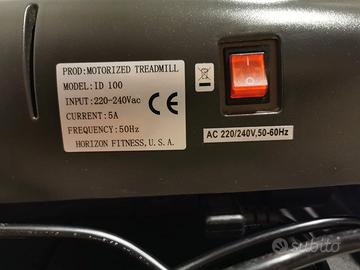 PROD:MOTORIZED TREADMILL
MODEL:ID 100
INPUT:220-240Vac
CURRENT:5A
FREQUENCY:50Hz
HORIZON FITNESS,U.S.A.
CE
AC 220/240V,50-60Hz
subito